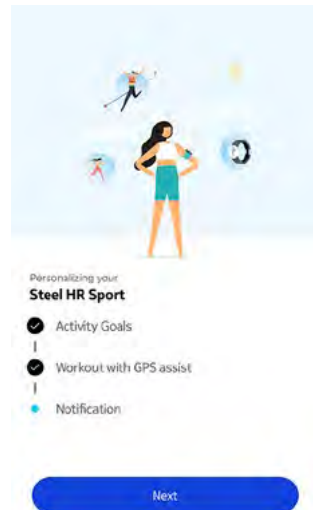 Personalizing your
Steel HR Sport
Activity Goals
Workout with GPS assist
Notification
Next